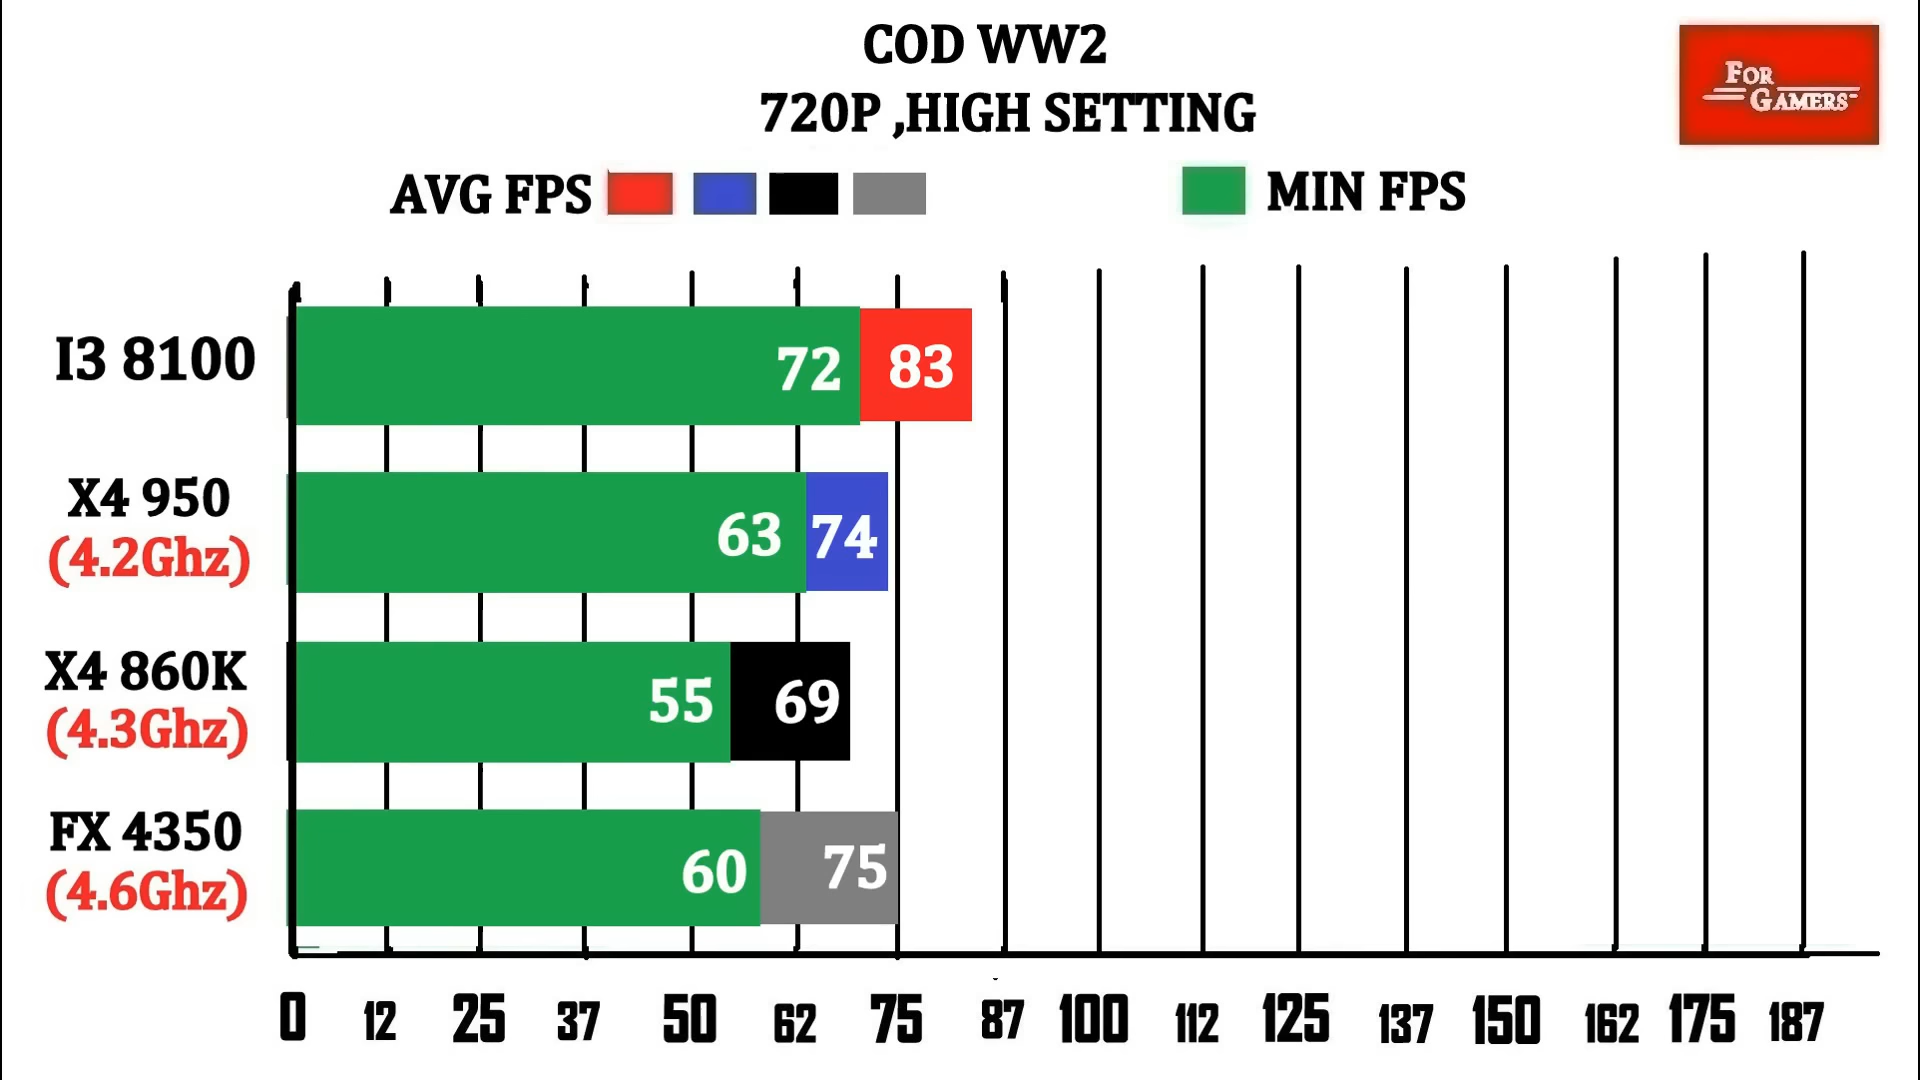 COD WW2
720P ,HIGH SETTING
FOR
GAMERS
AVG FPS
MIN FPS
I3 8100
72 83
X4 950
(4.2Ghz)
63 74
X4 860K
(4.3Ghz)
55 69
FX 4350
(4.6Ghz)
60 75
0 12 25 37 50 62 75 87 100 112 125 137 150 162 175 187